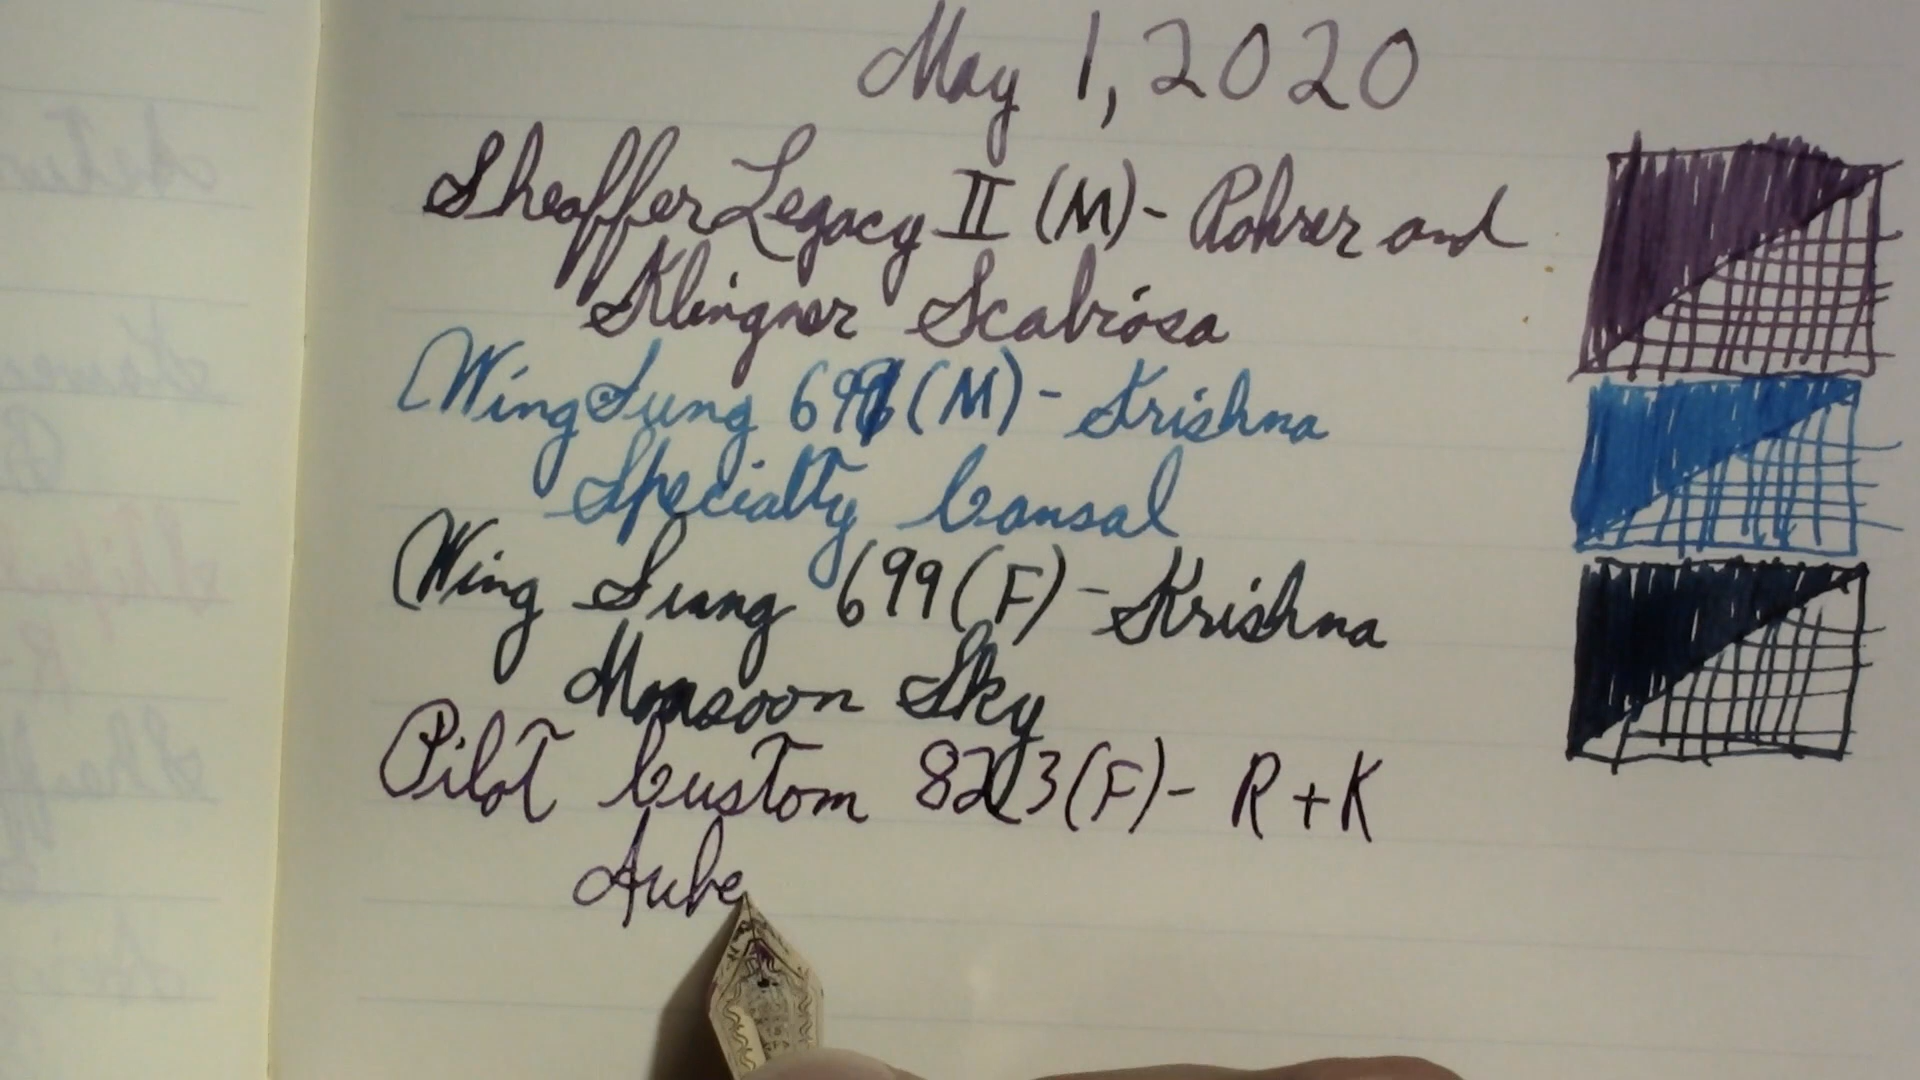 May 1, 2020
Sheaffer Legacy II (M) - Rohrer and
Klingner Scabiosa
Wing Sung 699 (M) - Krishna
Specialty Consal
Wing Sung 699 (F) - Krishna
Monsoon Sky
Pilot Custom 823 (F) - R + K
Aube